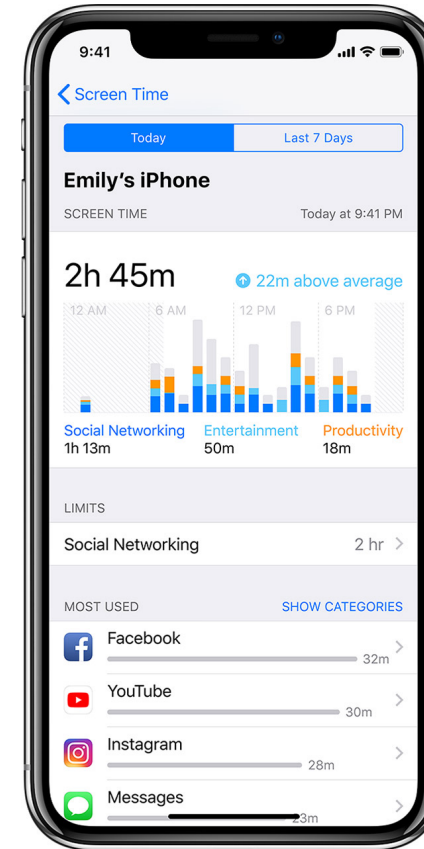 9:41
Screen Time
Today Last 7 Days
Emily's iPhone
SCREEN TIME Today at 9:41 PM
2h 45m 22m above average
12 AM 6 AM 12 PM 6 PM
Social Networking Entertainment Productivity
1h 13m 50m 18m
LIMITS
Social Networking 2 hr
MOST USED SHOW CATEGORIES
Facebook
32m
YouTube
30m
Instagram
28m
Messages
23m